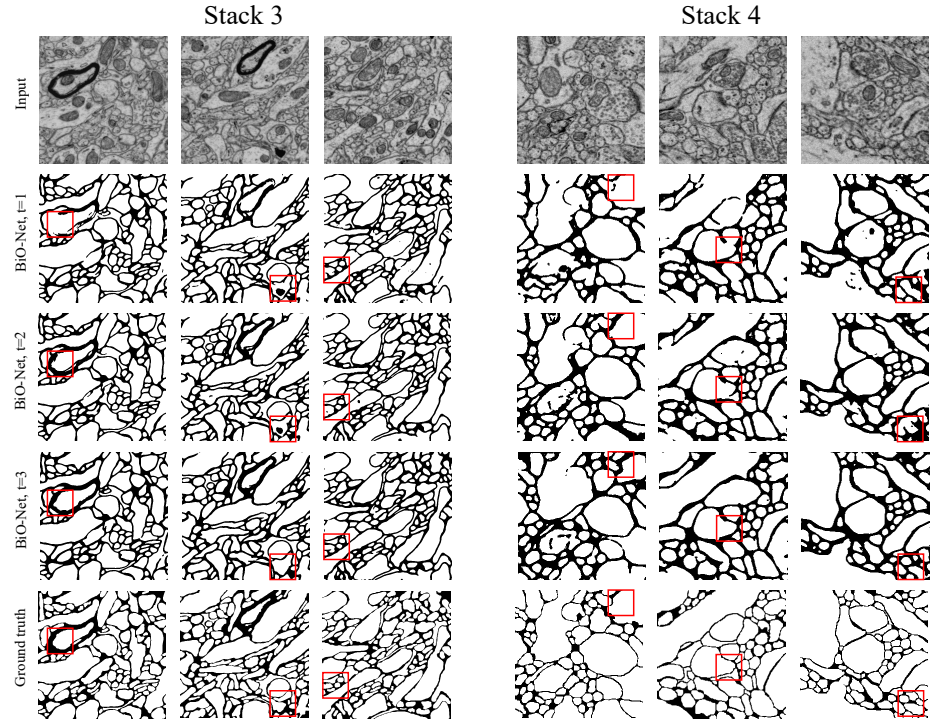 Stack 3
Stack 4
Input
BiO-Net, t=1
BiO-Net, t=2
BiO-Net, t=3
Ground truth